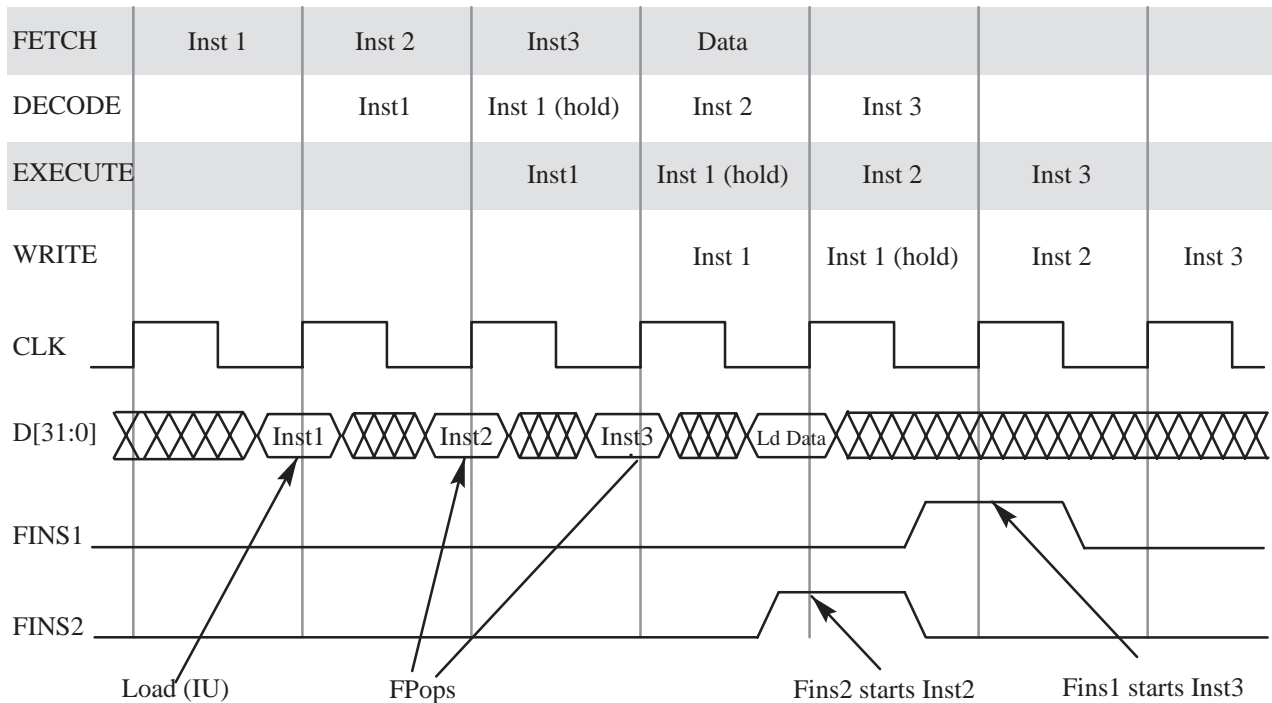 FETCH Inst 1 Inst 2 Inst3 Data
DECODE Inst1 Inst 1 (hold) Inst 2 Inst 3
EXECUTE Inst1 Inst 1 (hold) Inst 2 Inst 3
WRITE Inst 1 Inst 1 (hold) Inst 2 Inst 3
CLK
D[31:0] Inst1 Inst2 Inst3 Ld Data
FINS1
FINS2
Load (IU) FPops Fins2 starts Inst2 Fins1 starts Inst3